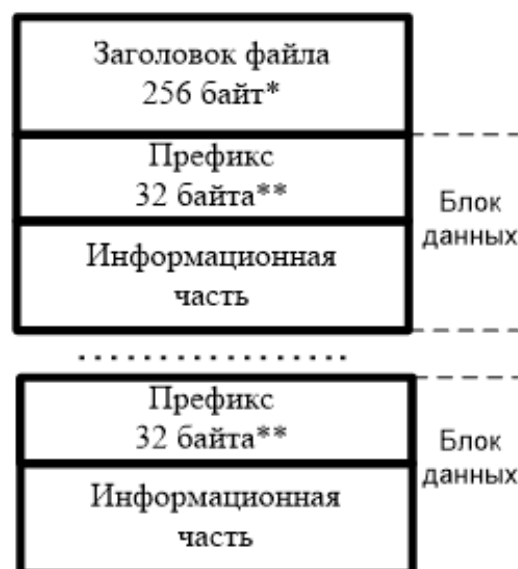 Заголовок файла
256 байт*
Префикс
32 байта**
Блок
данных
Информационная
часть
.................
Префикс
32 байта**
Блок
данных
Информационная
часть